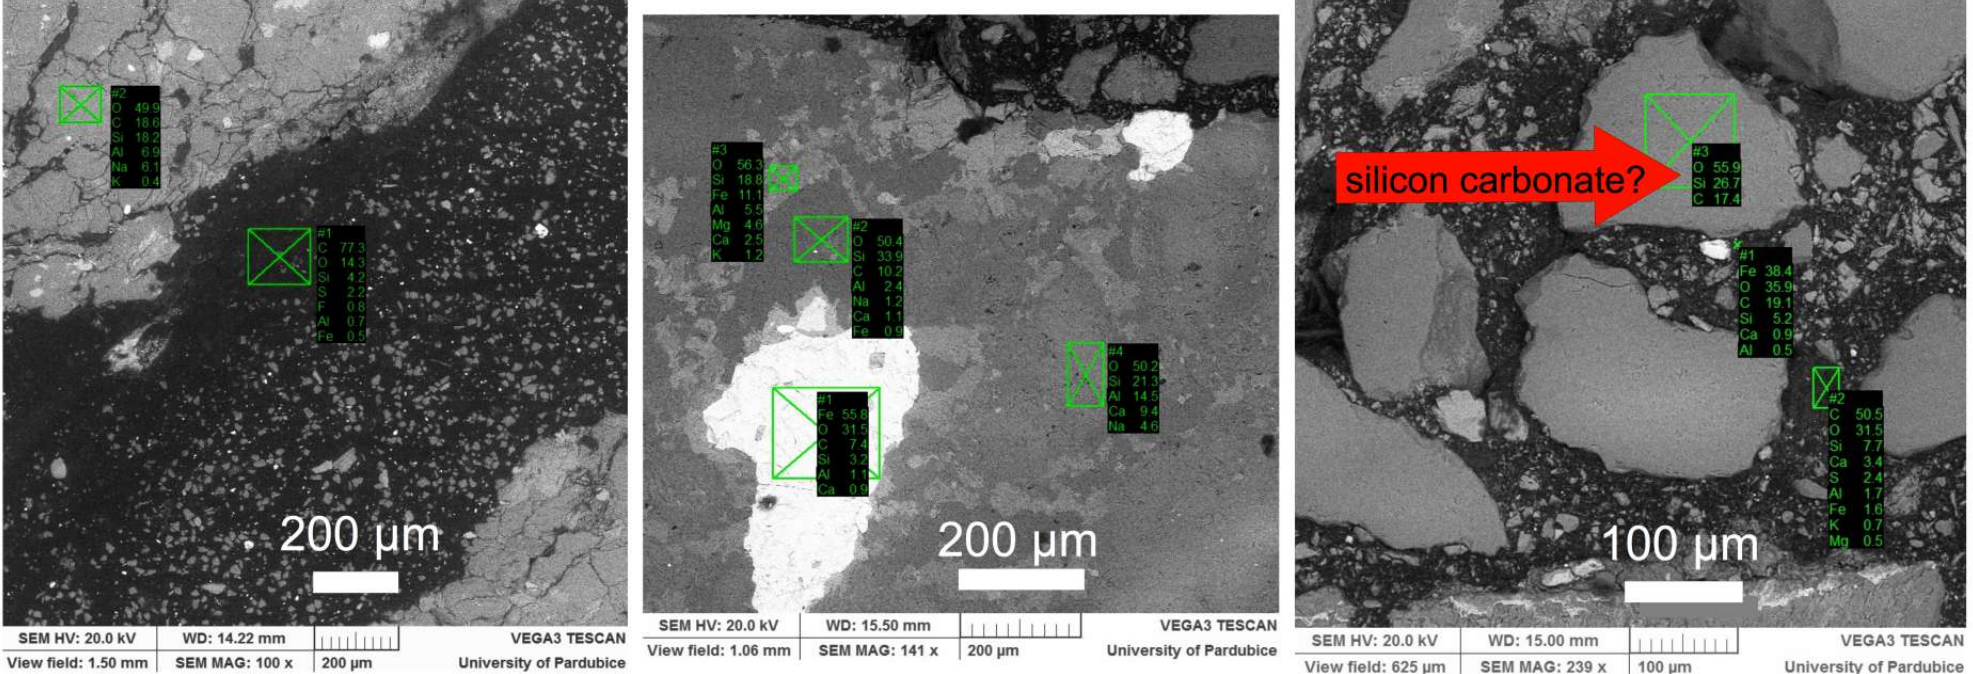 #2
O 49.9
C 18.6
Si 18.2
Al 6.9
Na 6.1
K 0.4
#1
C 77.3
O 14.3
Si 4.2
S 2.2
F 0.8
Al 0.7
Fe 0.5
200 µm
SEM HV: 20.0 kV WD: 14.22 mm VEGA3 TESCAN
View field: 1.50 mm SEM MAG: 100 x 200 µm University of Pardubice
#3
O 56.3
Si 18.8
Fe 11.1
Al 5.5
Mg 4.6
Ca 2.5
K 1.2
#2
O 50.4
Si 33.9
C 10.2
Al 2.4
Na 1.2
Ca 1.1
Fe 0.9
#4
O 50.2
Si 21.3
Al 14.5
Ca 9.4
Na 4.6
#1
Fe 55.8
O 31.5
C 7.4
Si 3.2
Al 1.1
Ca 0.9
200 µm
SEM HV: 20.0 kV WD: 15.50 mm VEGA3 TESCAN
View field: 1.06 mm SEM MAG: 141 x 200 µm University of Pardubice
silicon carbonate?
#3
O 55.9
Si 26.7
C 17.4
#1
Fe 38.4
O 35.9
C 19.1
Si 5.2
Ca 0.9
Al 0.5
#2
C 50.5
O 31.5
Si 7.7
Ca 3.4
S 2.4
Al 1.7
Fe 1.6
K 0.7
Mg 0.5
100 µm
SEM HV: 20.0 kV WD: 15.00 mm VEGA3 TESCAN
View field: 625 µm SEM MAG: 239 x 100 µm University of Pardubice